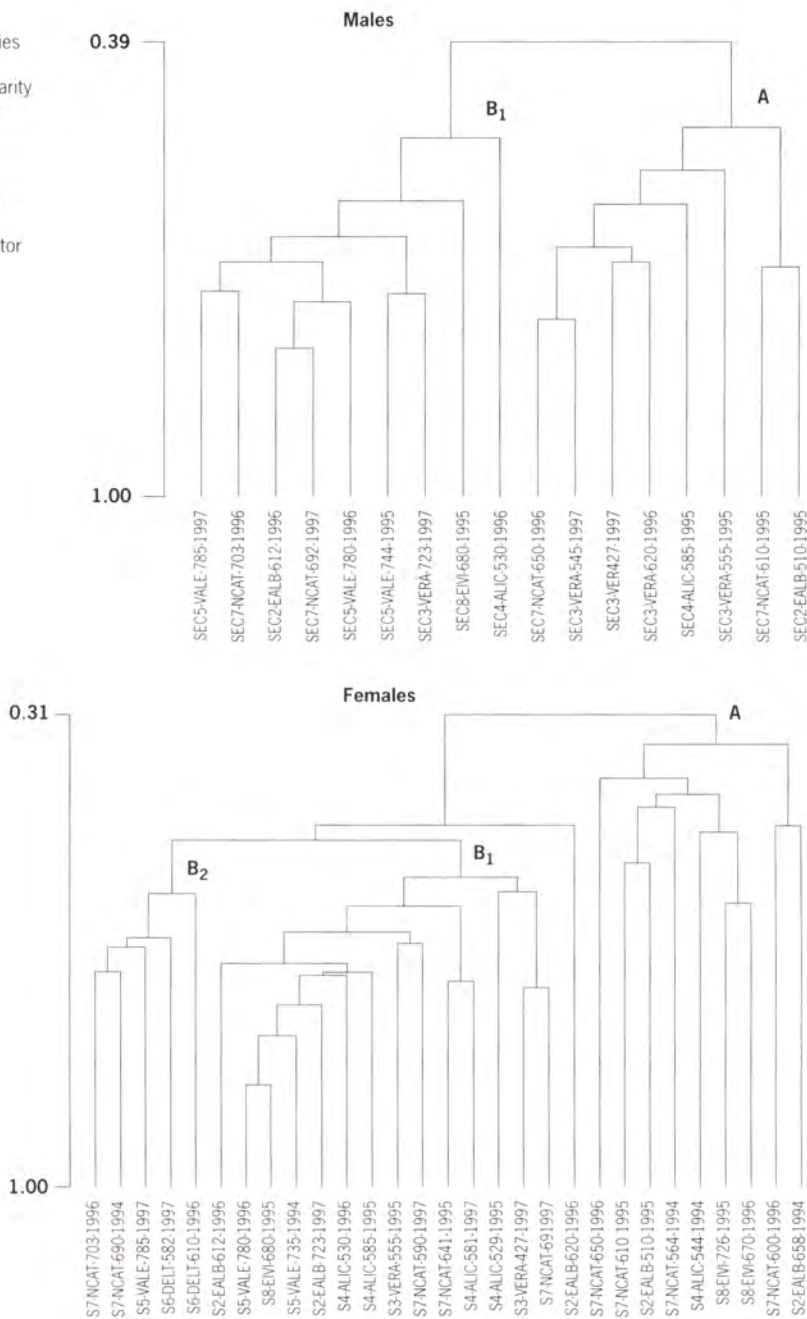 Males
ies
0.39
arity
B1
A
tor
1.00
SEC5-VALE-785-1997
SEC7-NCAT-703-1996
SEC2-EALB-612-1996
SEC7-NCAT-692-1997
SEC5-VALE-780-1996
SEC5-VALE-744-1995
SEC3-VERA-723-1997
SEC8-EIVI-680-1995
SEC4-ALIC-530-1996
SEC7-NCAT-650-1996
SEC3-VERA-545-1997
SEC3-VER427-1997
SEC3-VERA-620-1996
SEC4-ALIC-585-1995
SEC3-VERA-555-1995
SEC7-NCAT-610-1995
SEC2-EALB-510-1995
Females
0.31
A
B2
B1
1.00
S7-NCAT-703-1996
S7-NCAT-690-1994
S5-VALE-785-1997
S6-DELT-582-1997
S6-DELT-610-1996
S2-EALB-612-1996
S5-VALE-780-1996
S8-EIVI-680-1995
S5-VALE-735-1994
S2-EALB-723-1997
S4-ALIC-530-1996
S4-ALIC-585-1995
S3-VERA-555-1995
S7-NCAT-590-1997
S7-NCAT-641-1995
S4-ALIC-581-1997
S4-ALIC-529-1995
S3-VERA-427-1997
S7-NCAT-691997
S2-EALB-620-1996
S7-NCAT-650-1996
S7-NCAT-610 1995
S2-EALB-510-1995
S7-NCAT-564-1994
S4-ALIC-544-1994
S8-EIVI-726-1995
S8-EIVI-670-1996
S7-NCAT-600-1996
S2-EALB-658-1994